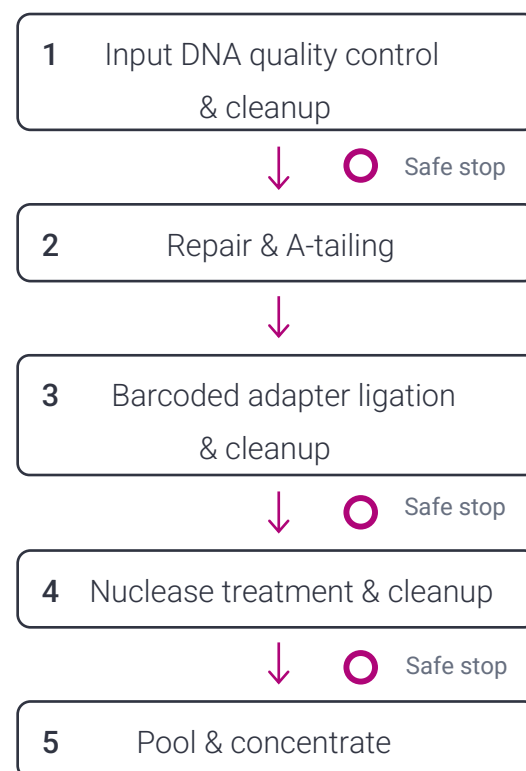 1 Input DNA quality control
& cleanup
Safe stop
2 Repair & A-tailing
3 Barcoded adapter ligation
& cleanup
Safe stop
4 Nuclease treatment & cleanup
Safe stop
5 Pool & concentrate